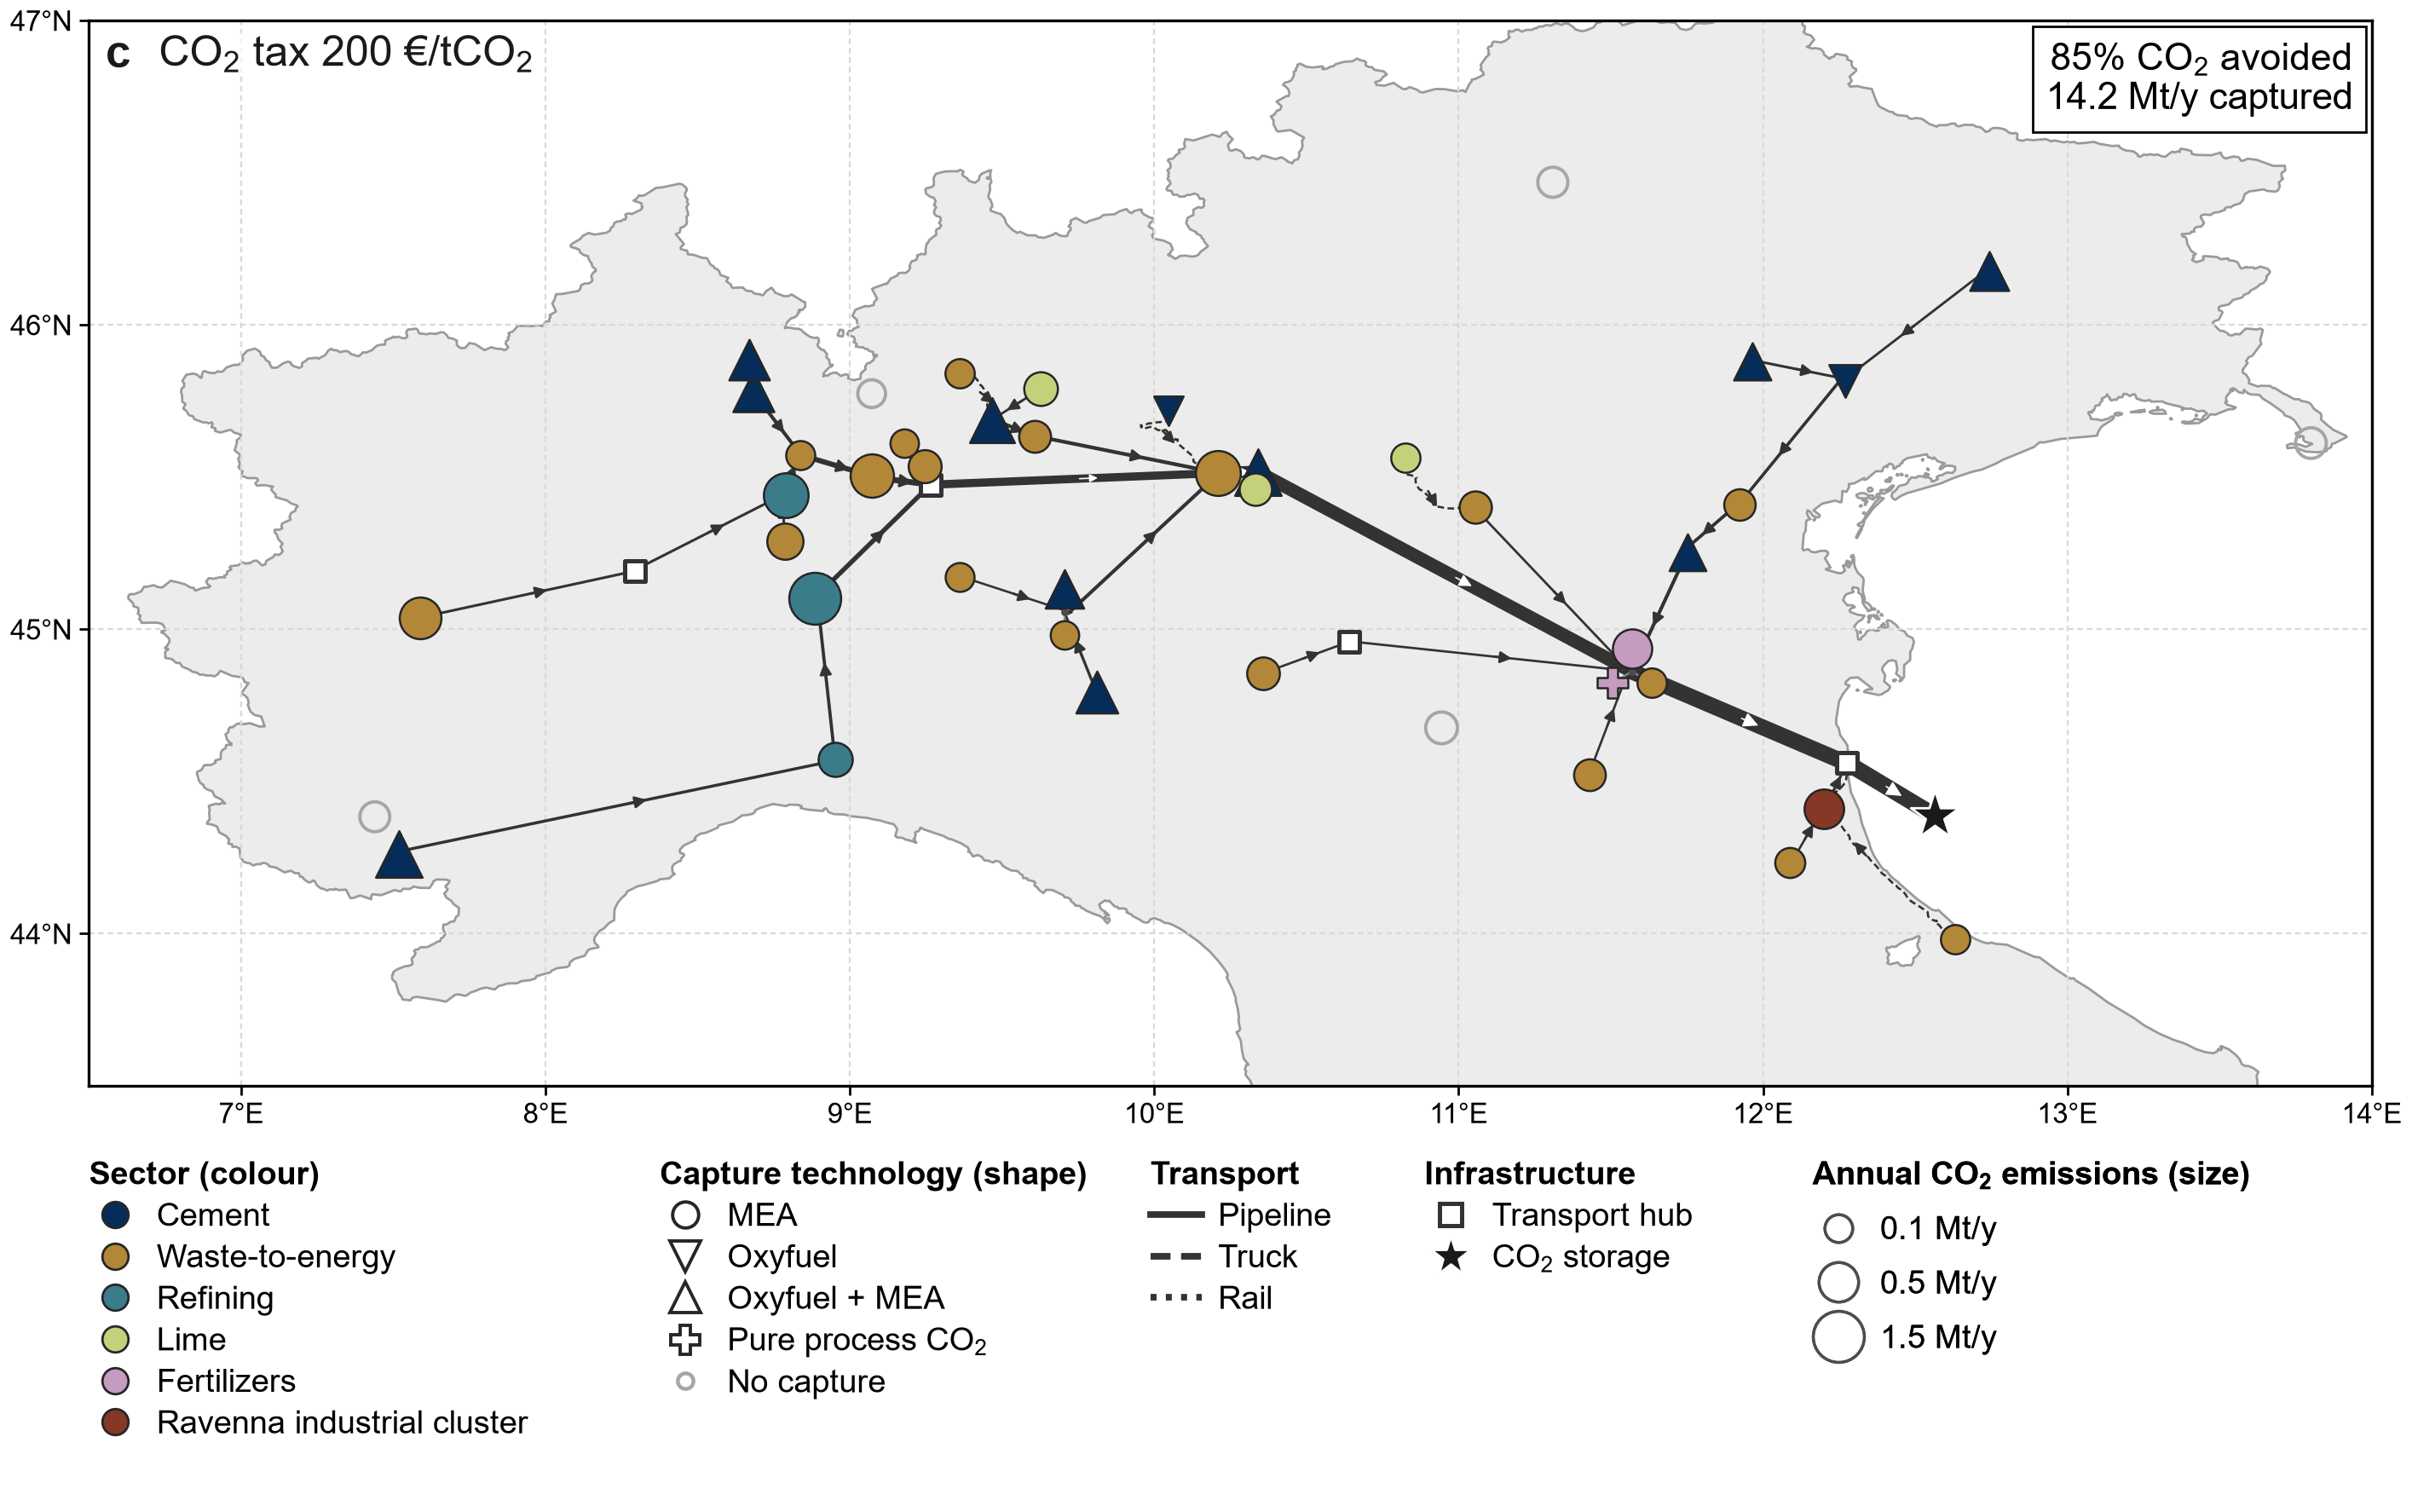 c CO₂ tax 200 €/tCO₂
85% CO₂ avoided
14.2 Mt/y captured
47°N
46°N
45°N
44°N
7°E 8°E 9°E 10°E 11°E 12°E 13°E 14°E
Sector (colour)
Cement
Waste-to-energy
Refining
Lime
Fertilizers
Ravenna industrial cluster
Capture technology (shape)
MEA
Oxyfuel
Oxyfuel + MEA
Pure process CO₂
No capture
Transport
Pipeline
Truck
Rail
Infrastructure
Transport hub
CO₂ storage
Annual CO₂ emissions (size)
0.1 Mt/y
0.5 Mt/y
1.5 Mt/y